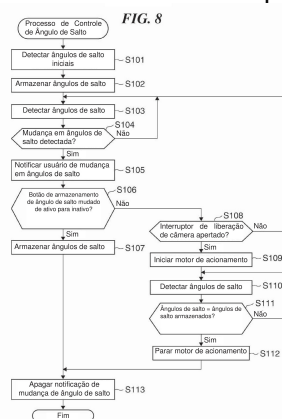 FIG. 8
Processo de Controle
de Ângulo de Salto
Detectar ângulos de salto
iniciais
S101
Armazenar ângulos de salto
S102
Detectar ângulos de salto
S103
Mudança em ângulos de
salto detectada?
S104
Não
Sim
Notificar usuário de mudança
em ângulos de salto
S105
Botão de armazenamento
de ângulo de salto mudado
de ativo para inativo?
S106
Não
Sim
Armazenar ângulos de salto
S107
Interruptor de liberação
de câmera apertado?
S108
Não
Sim
Iniciar motor de acionamento
S109
Detectar ângulos de salto
S110
Ângulos de salto = ângulos de
salto armazenados?
S111
Não
Sim
Parar motor de acionamento
S112
Apagar notificação de
mudança de ângulo de salto
S113
Fim